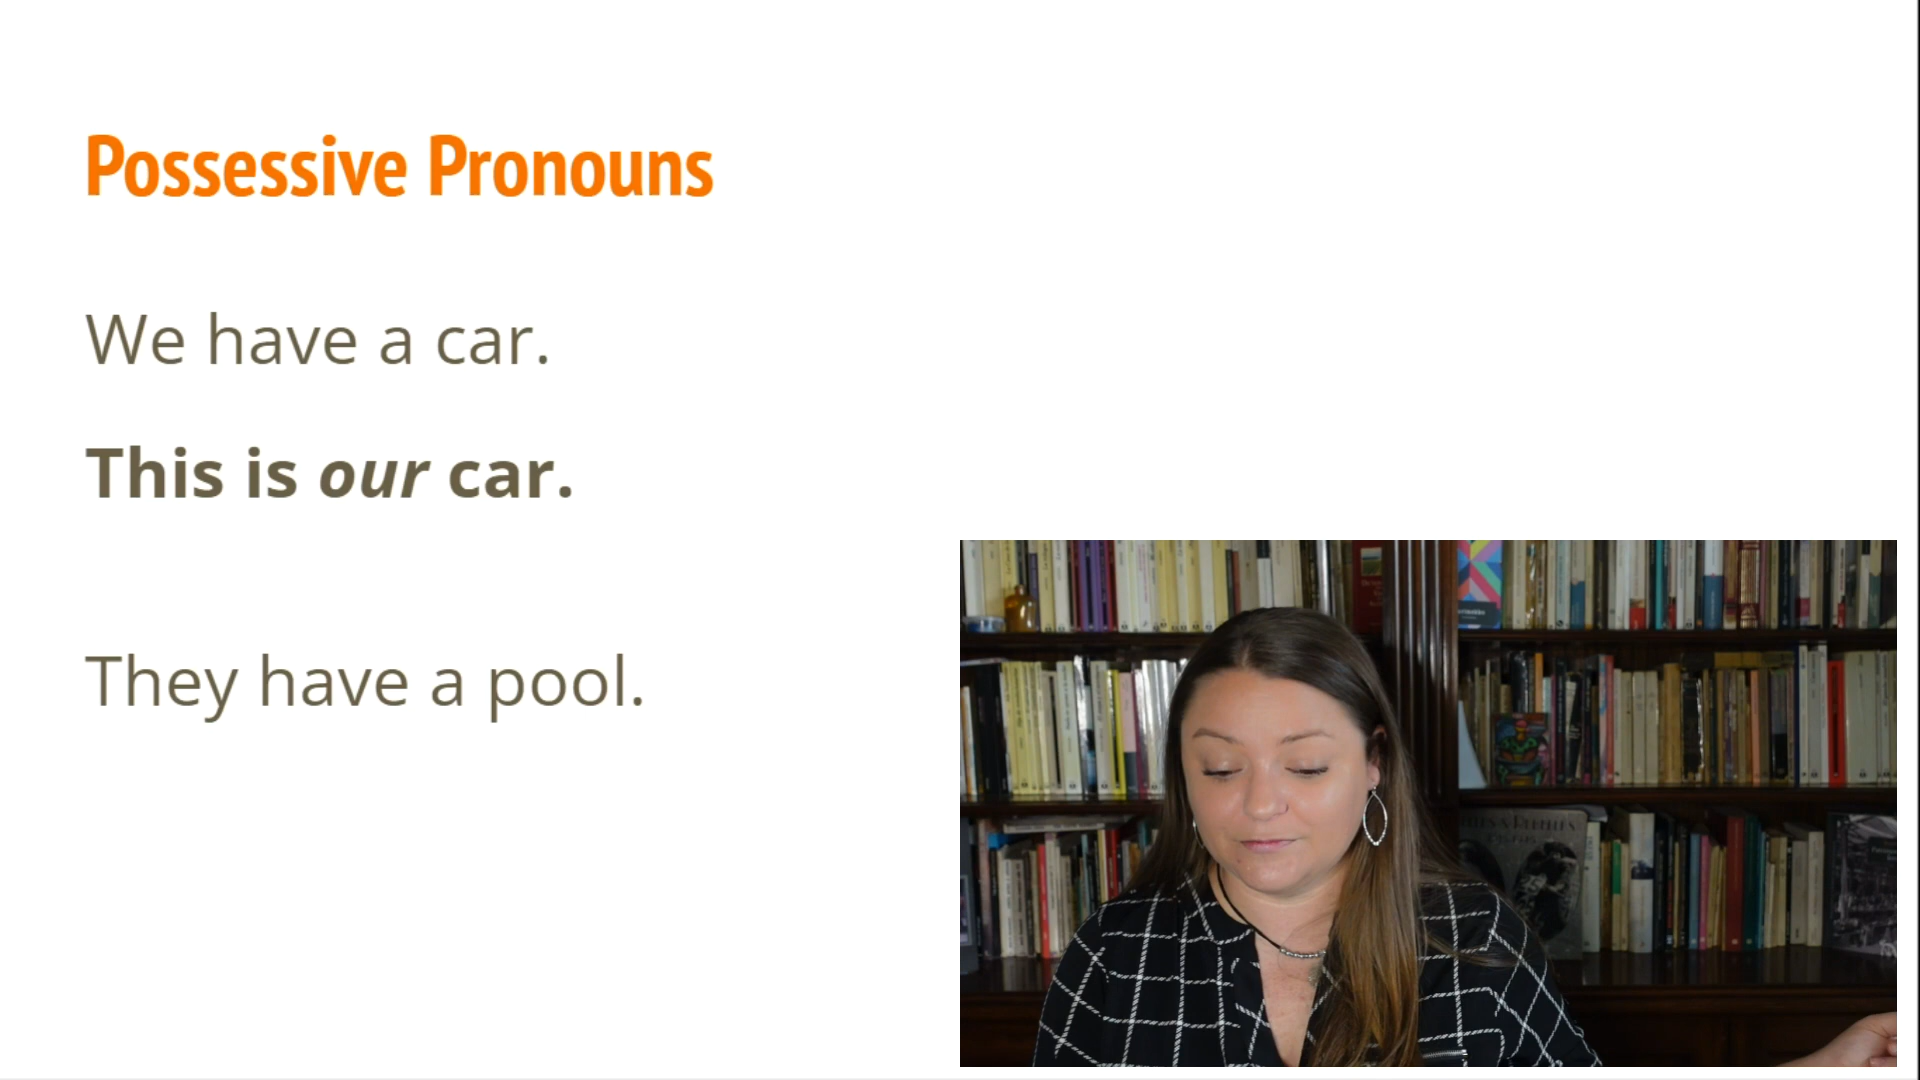 Possessive Pronouns
We have a car.
This is our car.
They have a pool.